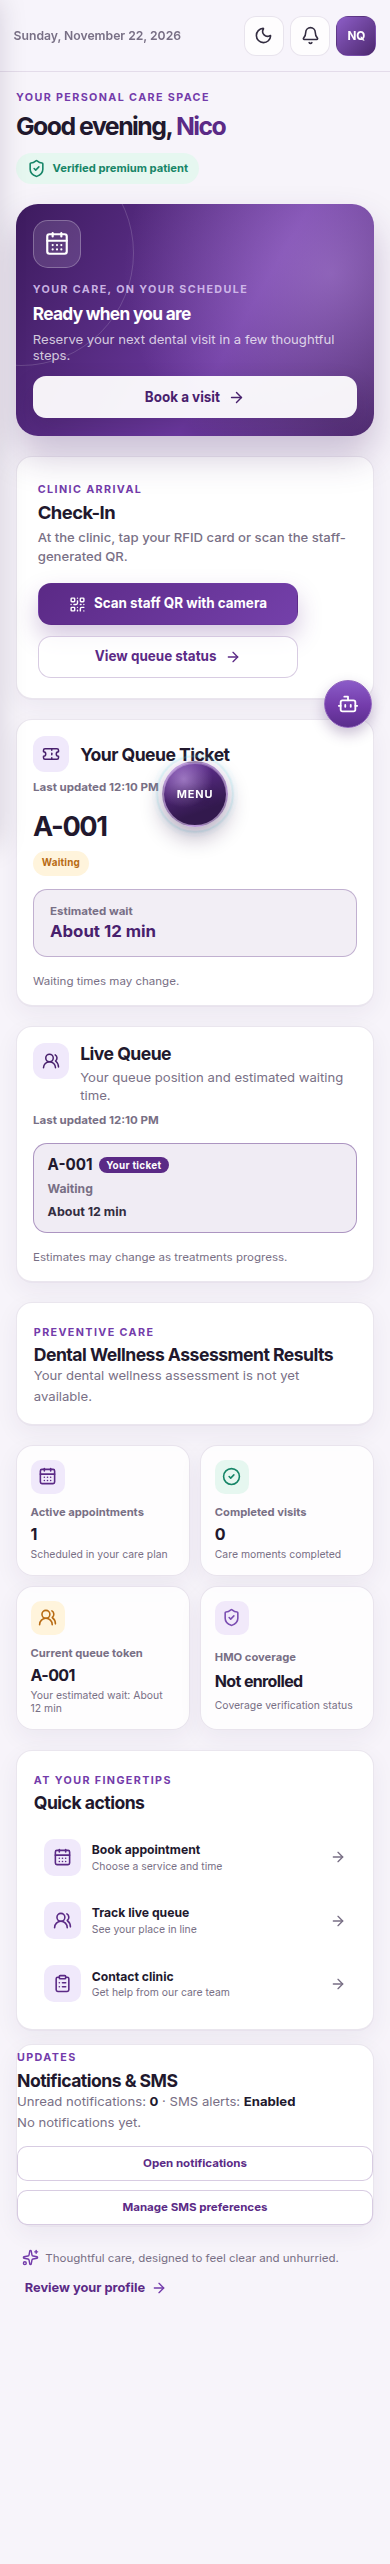 Sunday, November 22, 2026
NQ
YOUR PERSONAL CARE SPACE
Good evening, Nico
Verified premium patient
YOUR CARE, ON YOUR SCHEDULE
Ready when you are
Reserve your next dental visit in a few thoughtful
steps.
Book a visit
CLINIC ARRIVAL
Check-In
At the clinic, tap your RFID card or scan the staff-
generated QR.
Scan staff QR with camera
View queue status
Your Queue Ticket
Last updated 12:10 PM
MENU
A-001
Waiting
Estimated wait
About 12 min
Waiting times may change.
Live Queue
Your queue position and estimated waiting
time.
Last updated 12:10 PM
A-001 Your ticket
Waiting
About 12 min
Estimates may change as treatments progress.
PREVENTIVE CARE
Dental Wellness Assessment Results
Your dental wellness assessment is not yet
available.
Active appointments
1
Scheduled in your care plan
Completed visits
0
Care moments completed
Current queue token
A-001
Your estimated wait: About
12 min
HMO coverage
Not enrolled
Coverage verification status
AT YOUR FINGERTIPS
Quick actions
Book appointment
Choose a service and time
Track live queue
See your place in line
Contact clinic
Get help from our care team
UPDATES
Notifications & SMS
Unread notifications: 0 · SMS alerts: Enabled
No notifications yet.
Open notifications
Manage SMS preferences
Thoughtful care, designed to feel clear and unhurried.
Review your profile